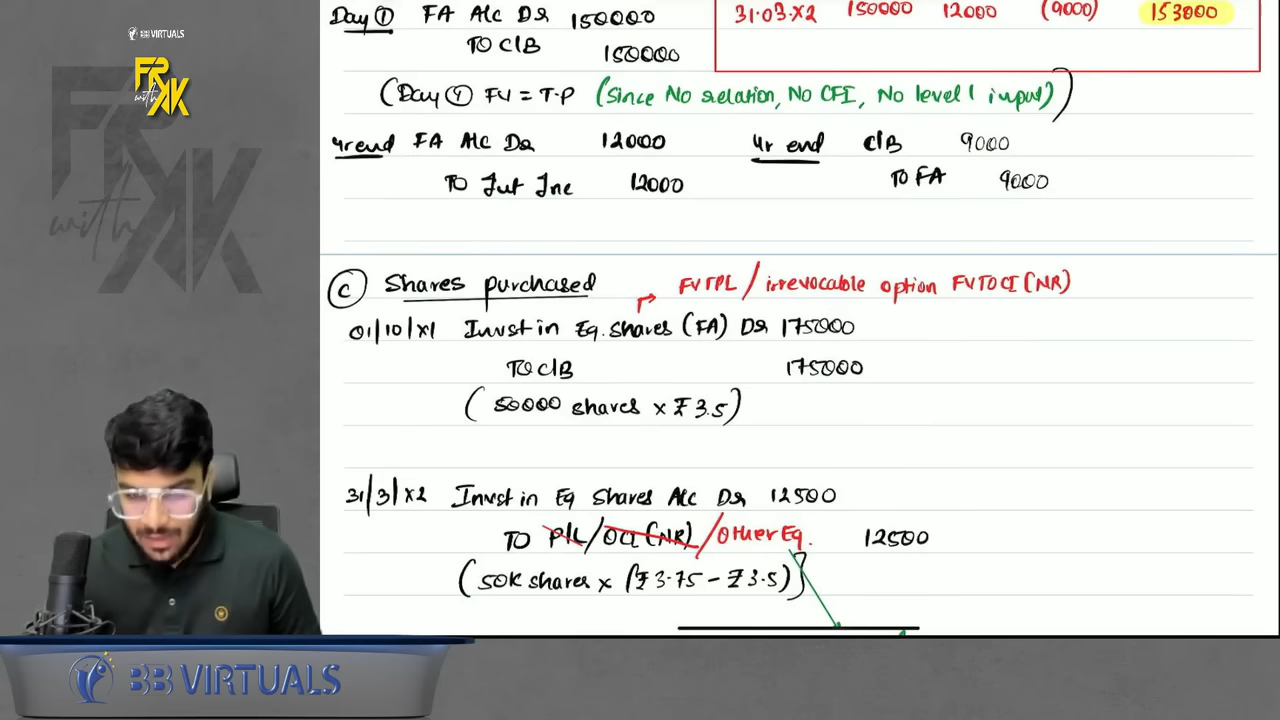 Day ① FA A/c Dr 150000
To C/B 150000
31.03.X2 150000 12000 (9000) 153000
(Day ① FV = T.P (Since No relation, No CFI, No level 1 input))
Yr end FA A/c Dr 12000
To Int Inc 12000
Yr end C/B 9000
To FA 9000
Ⓒ Shares purchased
FVTPL / irrevocable option FVTOCI (NR)
01/10/X1 Invst in Eq. Shares (FA) Dr 175000
To C/B 175000
(50000 shares x ₹3.5)
31/3/X2 Invst in Eq Shares A/c Dr 12500
To P/L/OCI (NR) /Other Eq. 12500
(50K shares x (₹3.75 - ₹3.5))
BB VIRTUALS
FR
with
AK
FR
with
AK
BB VIRTUALS